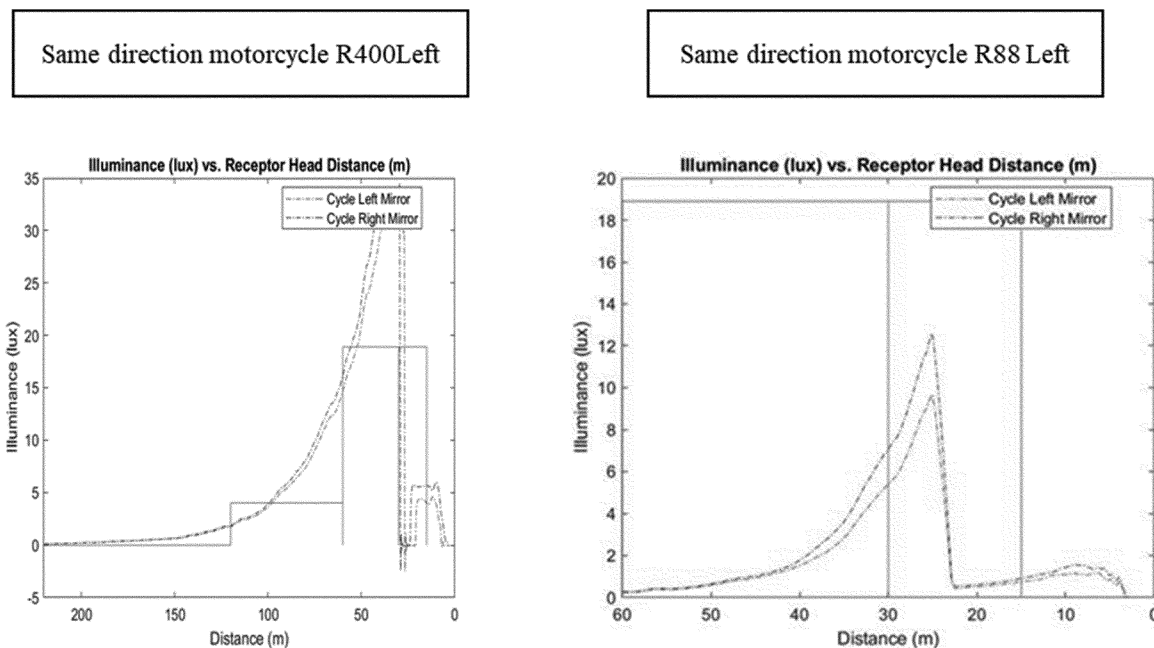 Same direction motorcycle R400Left
Same direction motorcycle R88 Left
Illuminance (lux) vs. Receptor Head Distance (m)
35
30
25
20
15
10
5
0
-5
Illuminance (lux)
Cycle Left Mirror
Cycle Right Mirror
200
150
100
50
0
Distance (m)
Illuminance (lux) vs. Receptor Head Distance (m)
20
18
16
14
12
10
8
6
4
2
0
Illuminance (lux)
Cycle Left Mirror
Cycle Right Mirror
60
50
40
30
20
10
0
Distance (m)